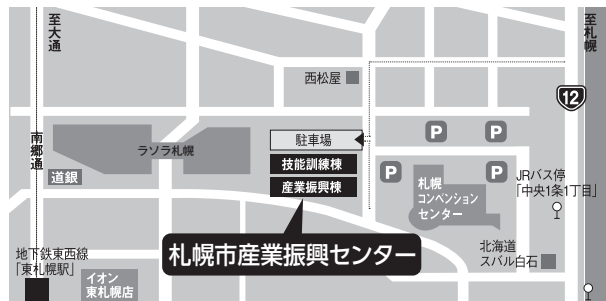 至大通
至札幌
西松屋
12
南郷通
ラソラ札幌
道銀
駐車場
技能訓練棟
産業振興棟
P
P
P
P
札幌
コンベンション
センター
JRバス停
「中央1条1丁目」
札幌市産業振興センター
地下鉄東西線
「東札幌駅」
イオン
東札幌店
北海道
スバル白石